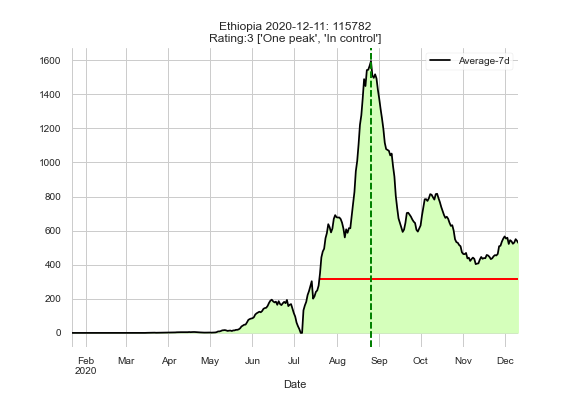 Ethiopia 2020-12-11: 115782
Rating:3 ['One peak', 'In control']
Average-7d
1600
1400
1200
1000
800
600
400
200
0
Feb Mar Apr May Jun Jul Aug Sep Oct Nov Dec
2020
Date